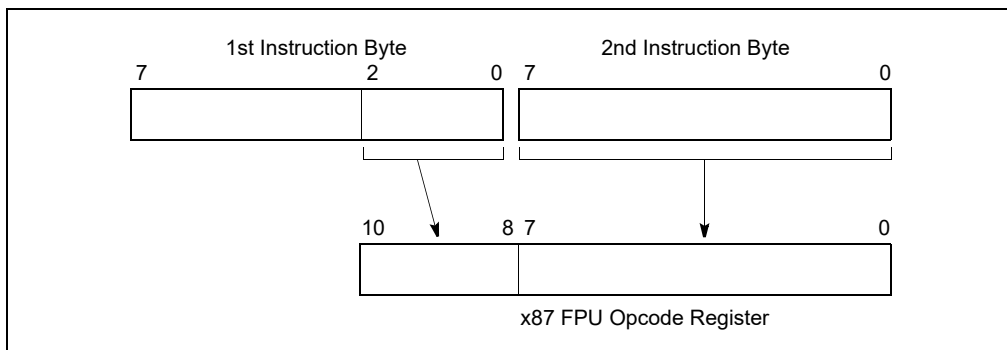 1st Instruction Byte 2nd Instruction Byte
7 2 0 7 0
10 8 7 0
x87 FPU Opcode Register